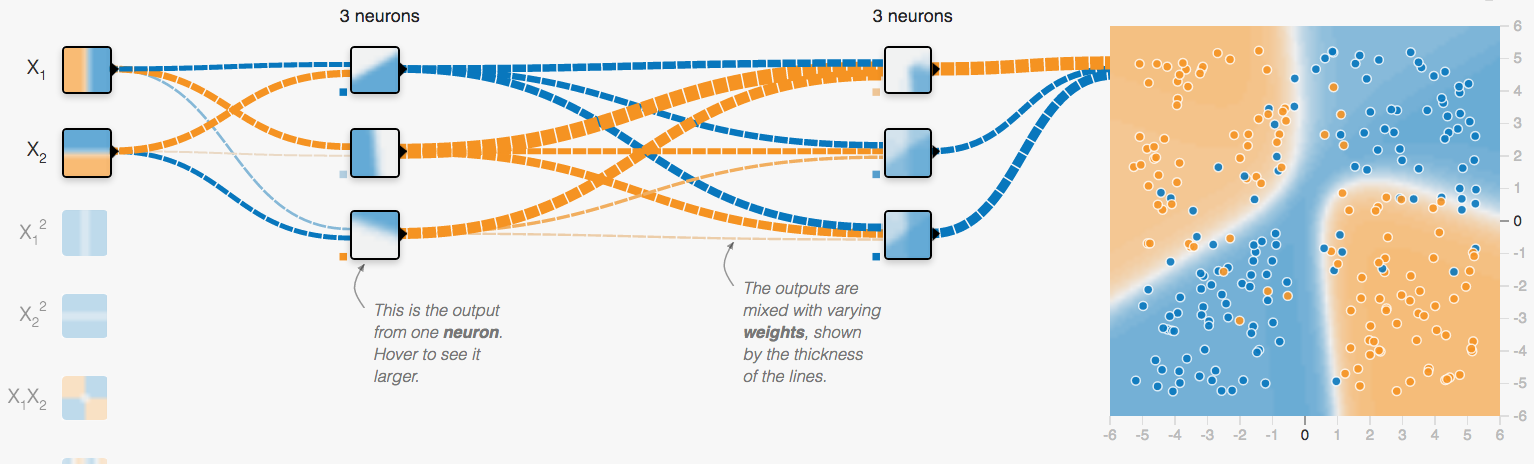 3 neurons
3 neurons
X1
X2
X1²
X2²
X1X2
This is the output
from one neuron.
Hover to see it
larger.
The outputs are
mixed with varying
weights, shown
by the thickness
of the lines.
6
5
4
3
2
1
0
-1
-2
-3
-4
-5
-6
-6 -5 -4 -3 -2 -1 0 1 2 3 4 5 6